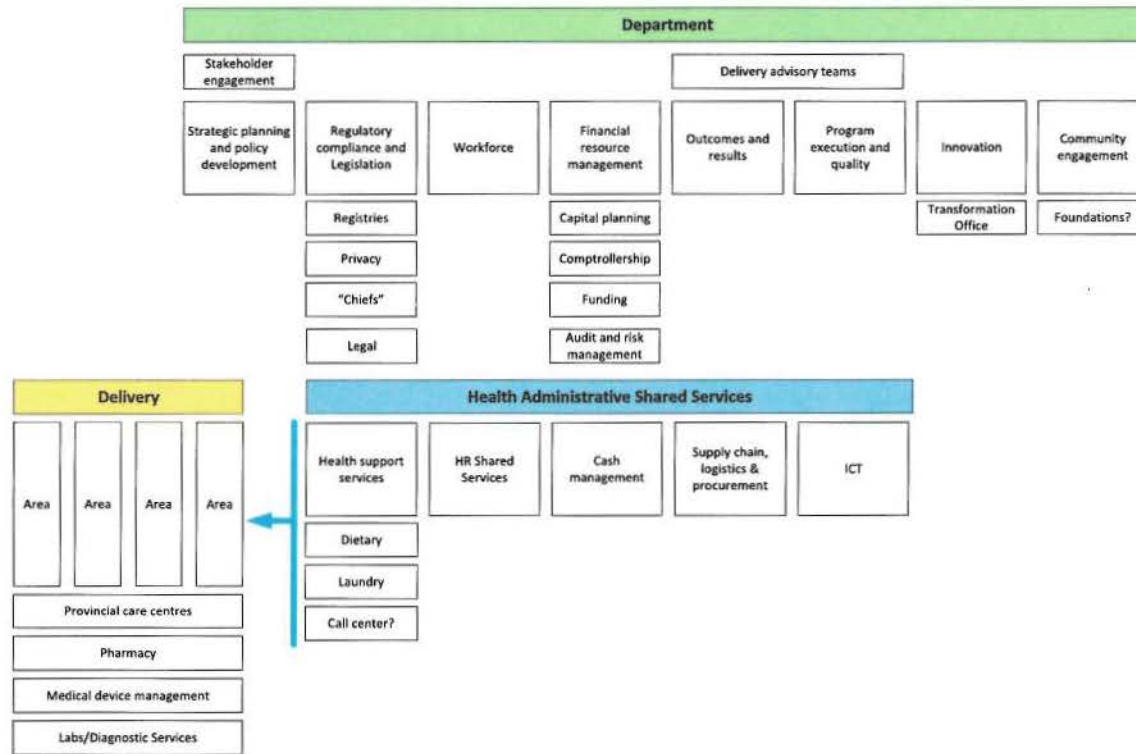 Department
Stakeholder
engagement
Delivery advisory teams
Strategic planning
and policy
development
Regulatory
compliance and
Legislation
Workforce
Financial
resource
management
Outcomes and
results
Program
execution and
quality
Innovation
Community
engagement
Registries
Capital planning
Transformation
Office
Foundations?
Privacy
Comptrollership
"Chiefs"
Funding
Legal
Audit and risk
management
Delivery
Health Administrative Shared Services
Area
Area
Area
Area
Health support
services
HR Shared
Services
Cash
management
Supply chain,
logistics &
procurement
ICT
Dietary
Laundry
Call center?
Provincial care centres
Pharmacy
Medical device management
Labs/Diagnostic Services